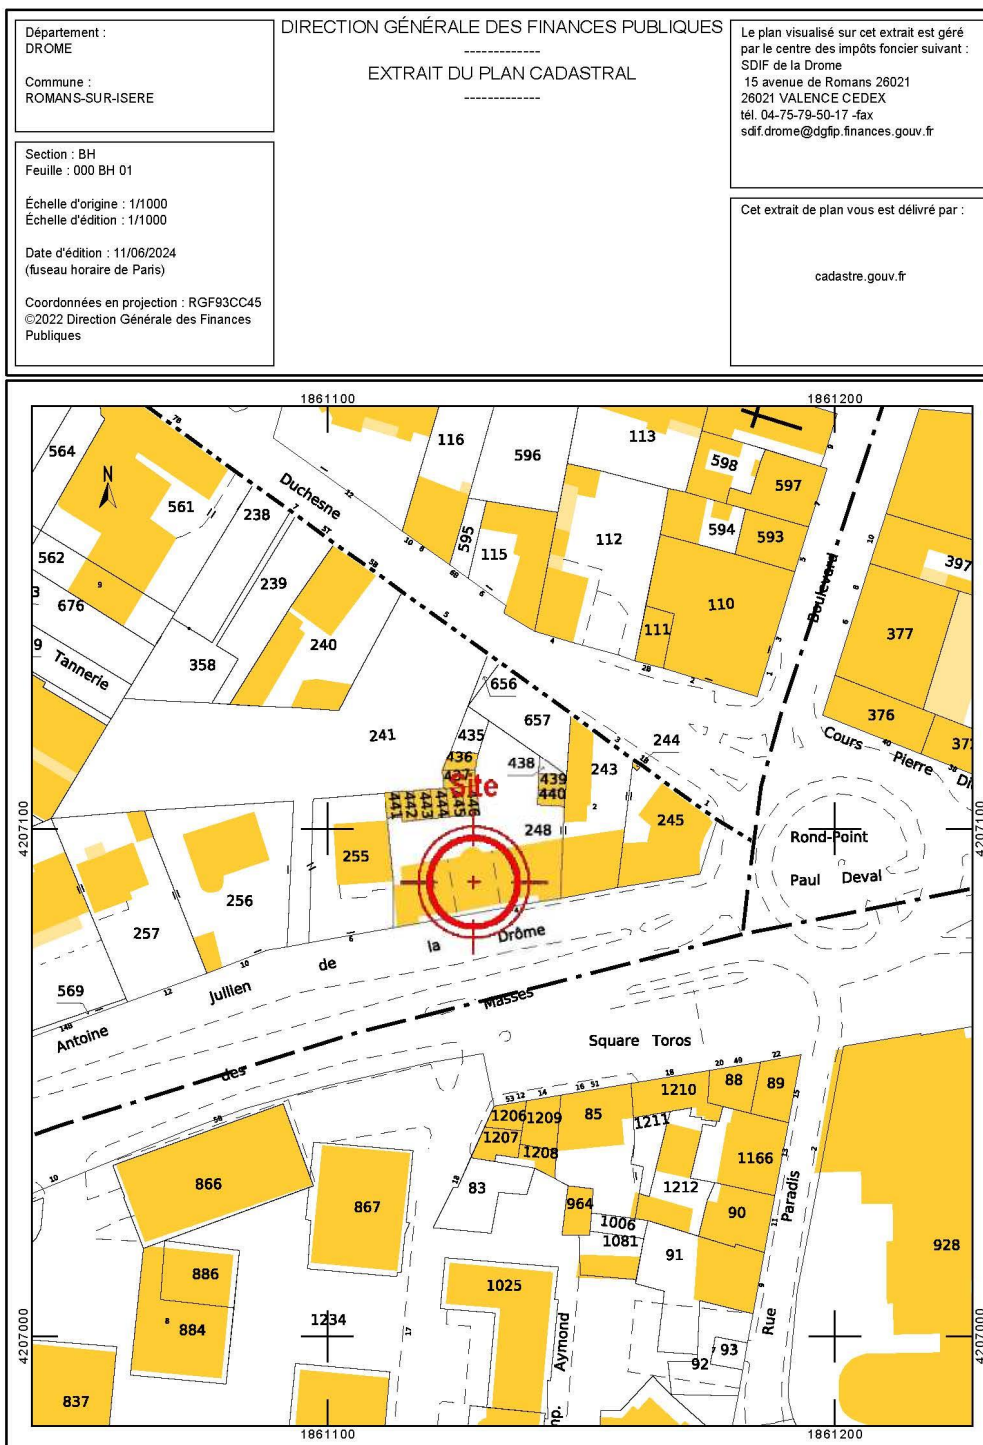 Département :
DROME
Commune :
ROMANS-SUR-ISERE
DIRECTION GÉNÉRALE DES FINANCES PUBLIQUES
-------------
EXTRAIT DU PLAN CADASTRAL
-------------
Le plan visualisé sur cet extrait est géré
par le centre des impôts foncier suivant :
SDIF de la Drome
15 avenue de Romans 26021
26021 VALENCE CEDEX
tél. 04-75-79-50-17 -fax
sdif.drome@dgfip.finances.gouv.fr
Section : BH
Feuille : 000 BH 01
Échelle d'origine : 1/1000
Échelle d'édition : 1/1000
Date d'édition : 11/06/2024
(fuseau horaire de Paris)
Coordonnées en projection : RGF93CC45
©2022 Direction Générale des Finances
Publiques
Cet extrait de plan vous est délivré par :
cadastre.gouv.fr
1861100
1861200
564
116
596
113
598
597
N
561
238
Duchesne
595
115
112
594
593
397
562
239
676
110
111
377
Boulevard
Tannerie
358
240
656
657
376
Cours Pierre
241
435
436
437
438
439
440
243
244
245
Site
441
442
443
444
445
446
248
4207100
4207100
255
256
257
Rond-Point
Paul Deval
569
Antoine
Jullien
de
la
Drôme
des
Masses
Square Toros
1206
1207
1209
1208
85
1210
1211
88
89
1166
1212
90
866
867
83
964
1006
1081
91
Paradis
928
886
884
1025
1234
Aymond
Rue
92
93
837
4207000
4207000
1861100
1861200